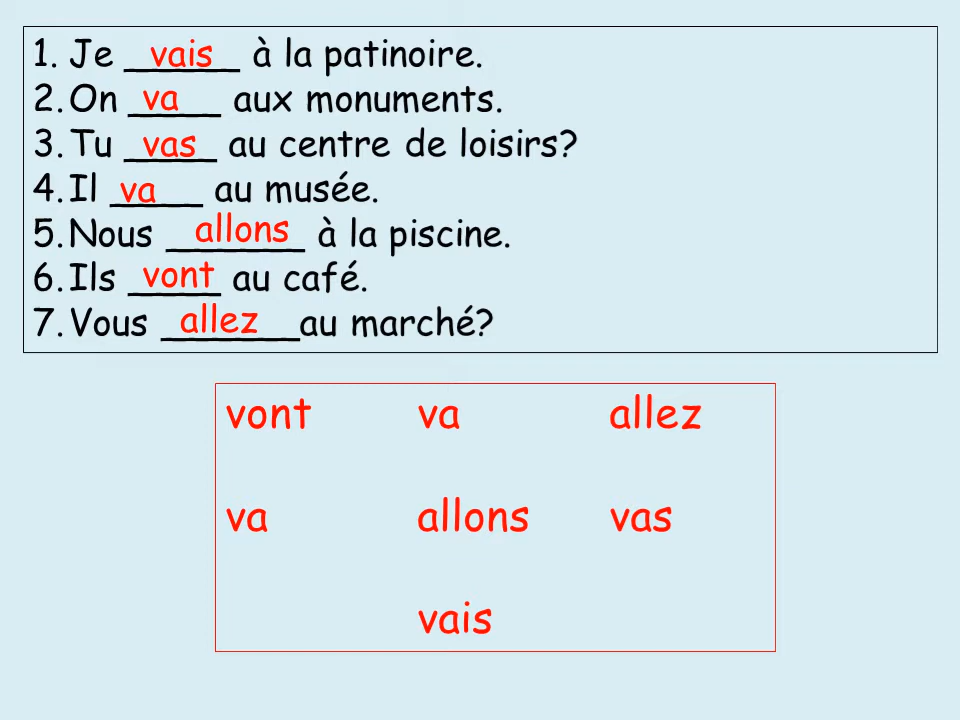 1. Je vais à la patinoire.
2. On va aux monuments.
3. Tu vas au centre de loisirs?
4. Il va au musée.
5. Nous allons à la piscine.
6. Ils vont au café.
7. Vous allez au marché?
vont va allez
va allons vas
vais